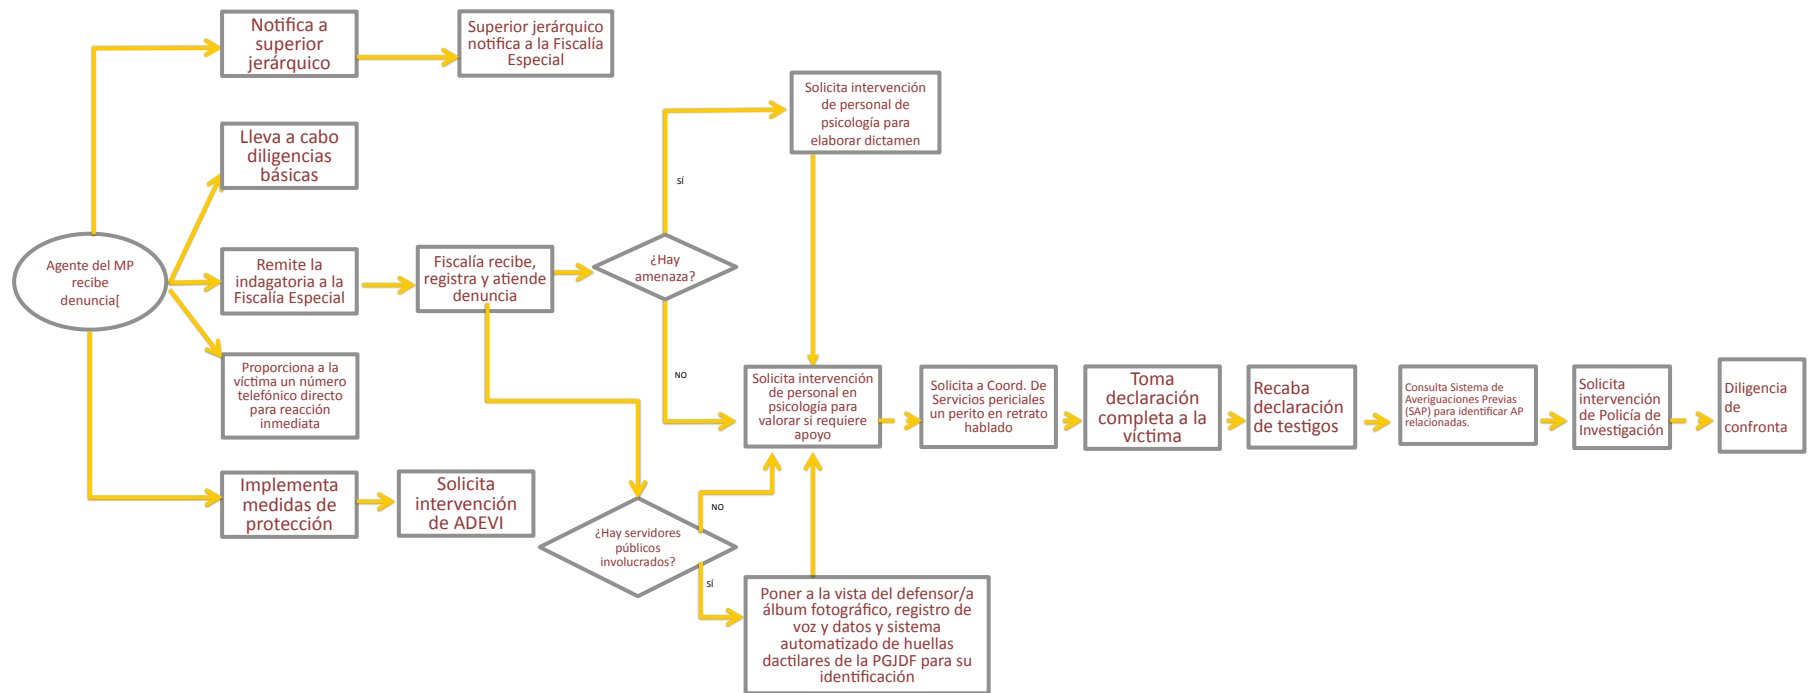 Notifica a
superior
jerárquico
Superior jerárquico
notifica a la Fiscalía
Especial
Solicita intervención
de personal de
psicología para
elaborar dictamen
Lleva a cabo
diligencias
básicas
SÍ
Agente del MP
recibe
denuncia[
Remite la
indagatoria a la
Fiscalía Especial
Fiscalía recibe,
registra y atiende
denuncia
¿Hay
amenaza?
Proporciona a la
víctima un número
telefónico directo
para reacción
inmediata
NO
Solicita intervención
de personal en
psicología para
valorar si requiere
apoyo
Solicita a Coord. De
Servicios periciales
un perito en retrato
hablado
Toma
declaración
completa a la
víctima
Recaba
declaración
de testigos
Consulta Sistema de
Averiguaciones Previas
(SAP) para identificar AP
relacionadas.
Solicita
intervención
de Policía de
Investigación
Diligencia
de
confronta
Implementa
medidas de
protección
Solicita
intervención
de ADEVI
¿Hay servidores
públicos
involucrados?
NO
SÍ
Poner a la vista del defensor/a
álbum fotográfico, registro de
voz y datos y sistema
automatizado de huellas
dactilares de la PGJDF para su
identificación